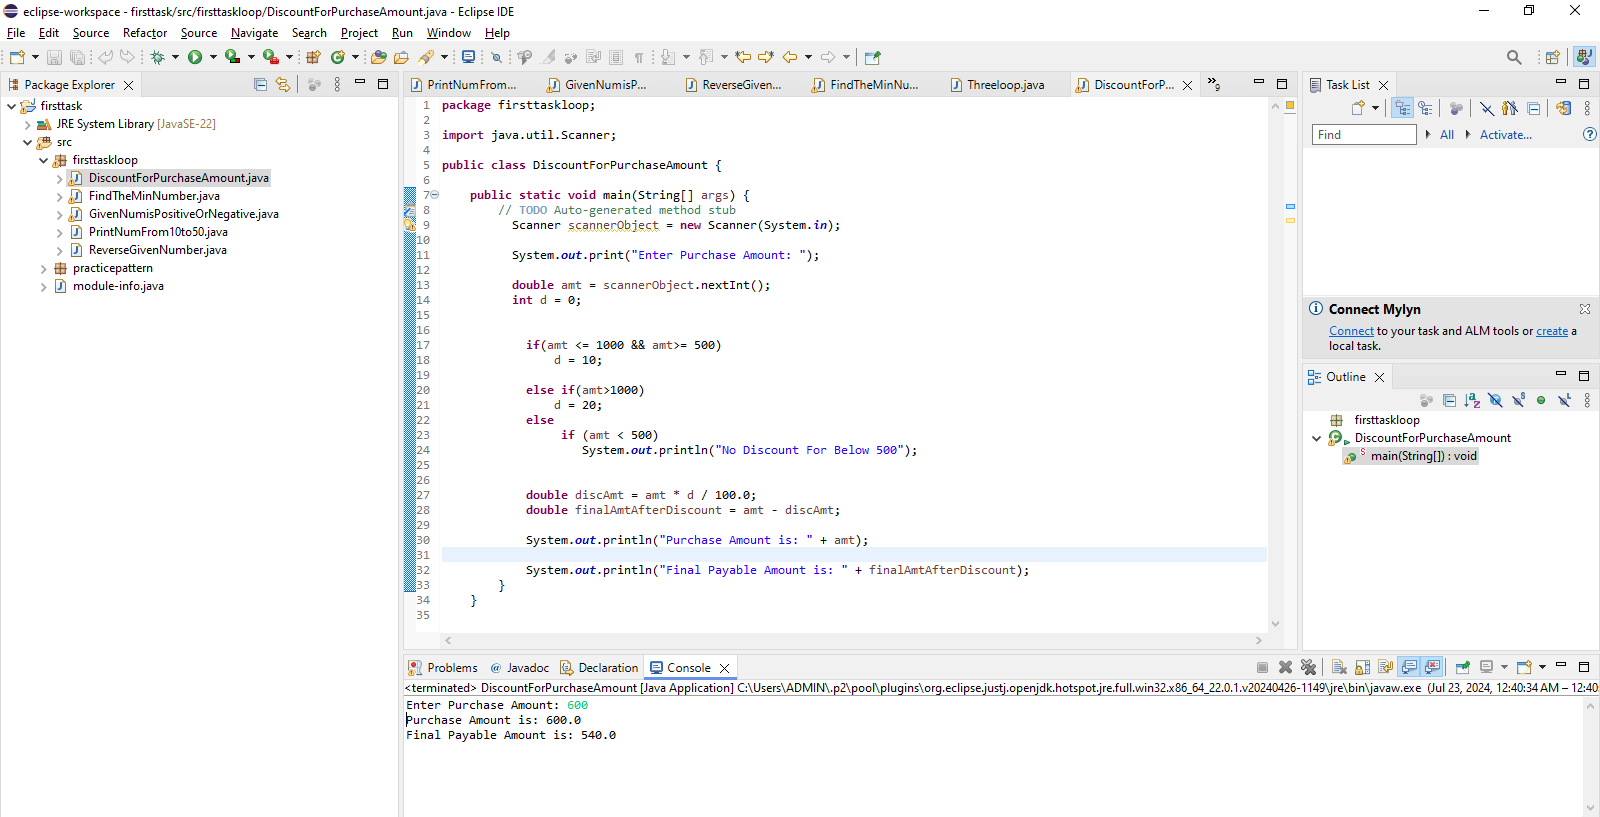 eclipse-workspace - firsttask/src/firsttaskloop/DiscountForPurchaseAmount.java - Eclipse IDE
File Edit Source Refactor Source Navigate Search Project Run Window Help
Package Explorer
firsttask
JRE System Library [JavaSE-22]
src
firsttaskloop
DiscountForPurchaseAmount.java
FindTheMinNumber.java
GivenNumisPositiveOrNegative.java
PrintNumFrom10to50.java
ReverseGivenNumber.java
practicepattern
module-info.java
PrintNumFrom... GivenNumisP... ReverseGiven... FindTheMinNu... Threeloop.java DiscountForP... »9
1 package firsttaskloop;
2
3 import java.util.Scanner;
4
5 public class DiscountForPurchaseAmount {
6
7 public static void main(String[] args) {
8 // TODO Auto-generated method stub
9 Scanner scannerObject = new Scanner(System.in);
10
11 System.out.print("Enter Purchase Amount: ");
12
13 double amt = scannerObject.nextInt();
14 int d = 0;
15
16
17 if(amt <= 1000 && amt>= 500)
18 d = 10;
19
20 else if(amt>1000)
21 d = 20;
22 else
23 if (amt < 500)
24 System.out.println("No Discount For Below 500");
25
26
27 double discAmt = amt * d / 100.0;
28 double finalAmtAfterDiscount = amt - discAmt;
29
30 System.out.println("Purchase Amount is: " + amt);
31
32 System.out.println("Final Payable Amount is: " + finalAmtAfterDiscount);
33 }
34 }
35
Task List
Find All Activate...
Connect Mylyn
Connect to your task and ALM tools or create a
local task.
Outline
firsttaskloop
DiscountForPurchaseAmount
main(String[]) : void
Problems @ Javadoc Declaration Console
<terminated> DiscountForPurchaseAmount [Java Application] C:\Users\ADMIN\.p2\pool\plugins\org.eclipse.justj.openjdk.hotspot.jre.full.win32.x86_64_22.0.1.v20240426-1149\jre\bin\javaw.exe (Jul 23, 2024, 12:40:34 AM – 12:40:
Enter Purchase Amount: 600
Purchase Amount is: 600.0
Final Payable Amount is: 540.0